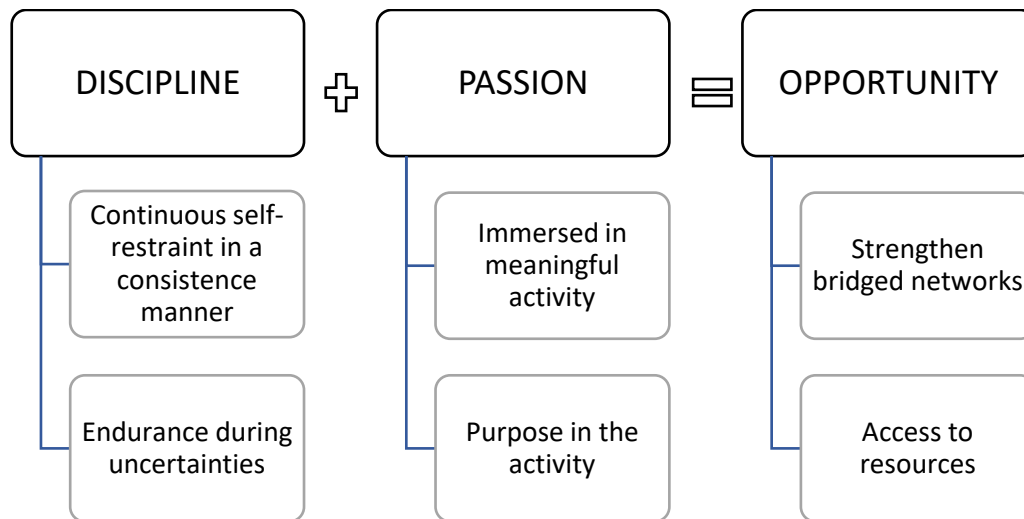 DISCIPLINE
PASSION
OPPORTUNITY
Continuous self-
restraint in a
consistence
manner
Endurance during
uncertainties
Immersed in
meaningful
activity
Purpose in the
activity
Strengthen
bridged networks
Access to
resources